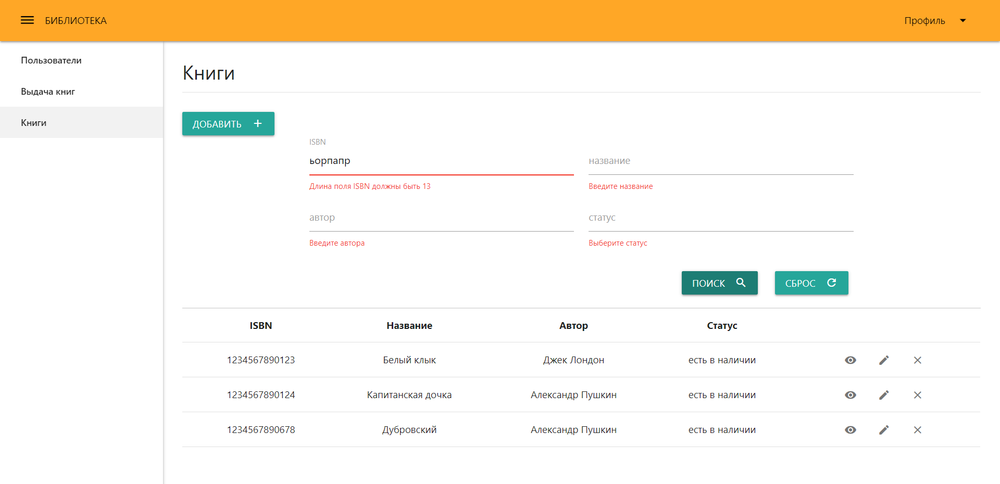 БИБЛИОТЕКА
Профиль
Пользователи
Выдача книг
Книги
Книги
ДОБАВИТЬ
ISBN
ьорпапр
название
Длина поля ISBN должны быть 13
Введите название
автор
статус
Введите автора
Выберите статус
ПОИСК
СБРОС
ISBN Название Автор Статус
1234567890123 Белый клык Джек Лондон есть в наличии
1234567890124 Капитанская дочка Александр Пушкин есть в наличии
1234567890678 Дубровский Александр Пушкин есть в наличии